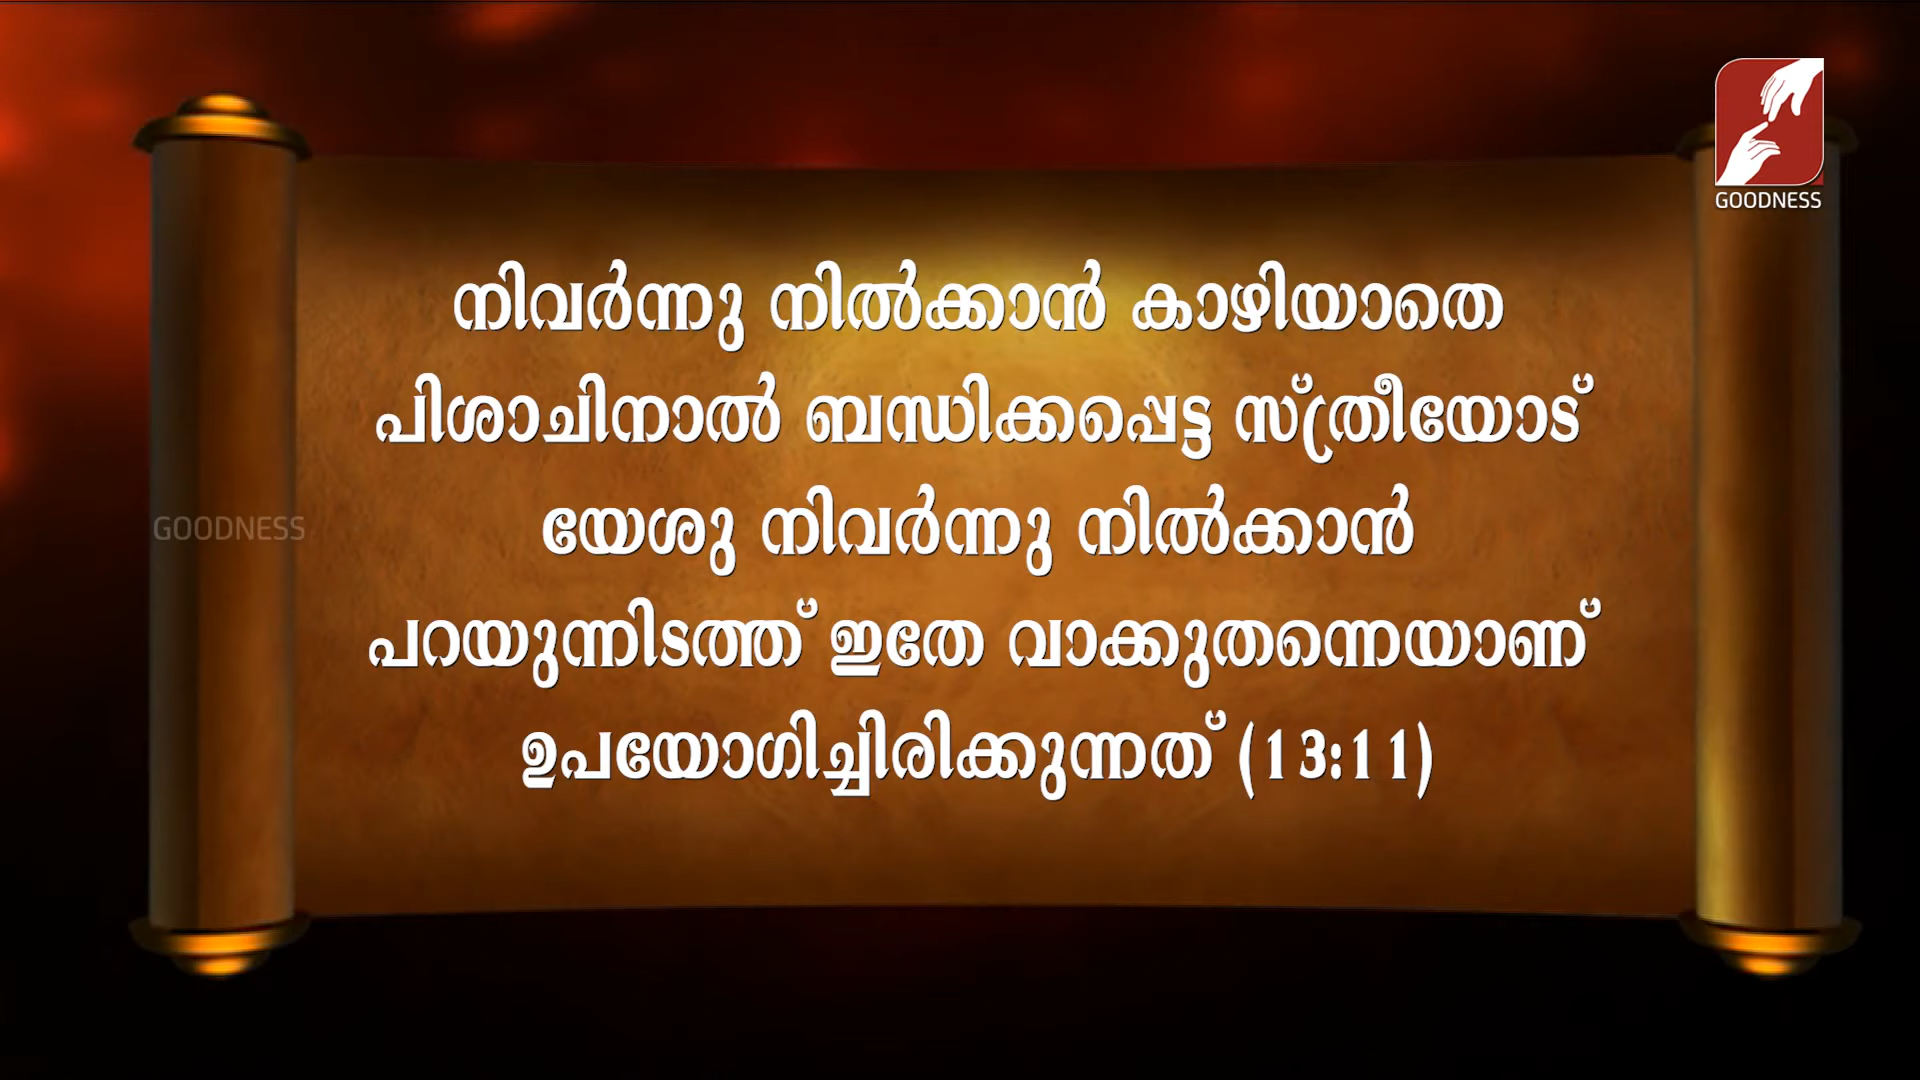 GOODNESS
നിവർന്നു നിൽക്കാൻ കാഴിയാതെ
പിശാചിനാൽ ബന്ധിക്കപ്പെട്ട സ്ത്രീയോട്
യേശു നിവർന്നു നിൽക്കാൻ
GOODNESS
പറയുന്നിടത്ത് ഇതേ വാക്കുതന്നെയാണ്
ഉപയോഗിച്ചിരിക്കുന്നത് (13:11)